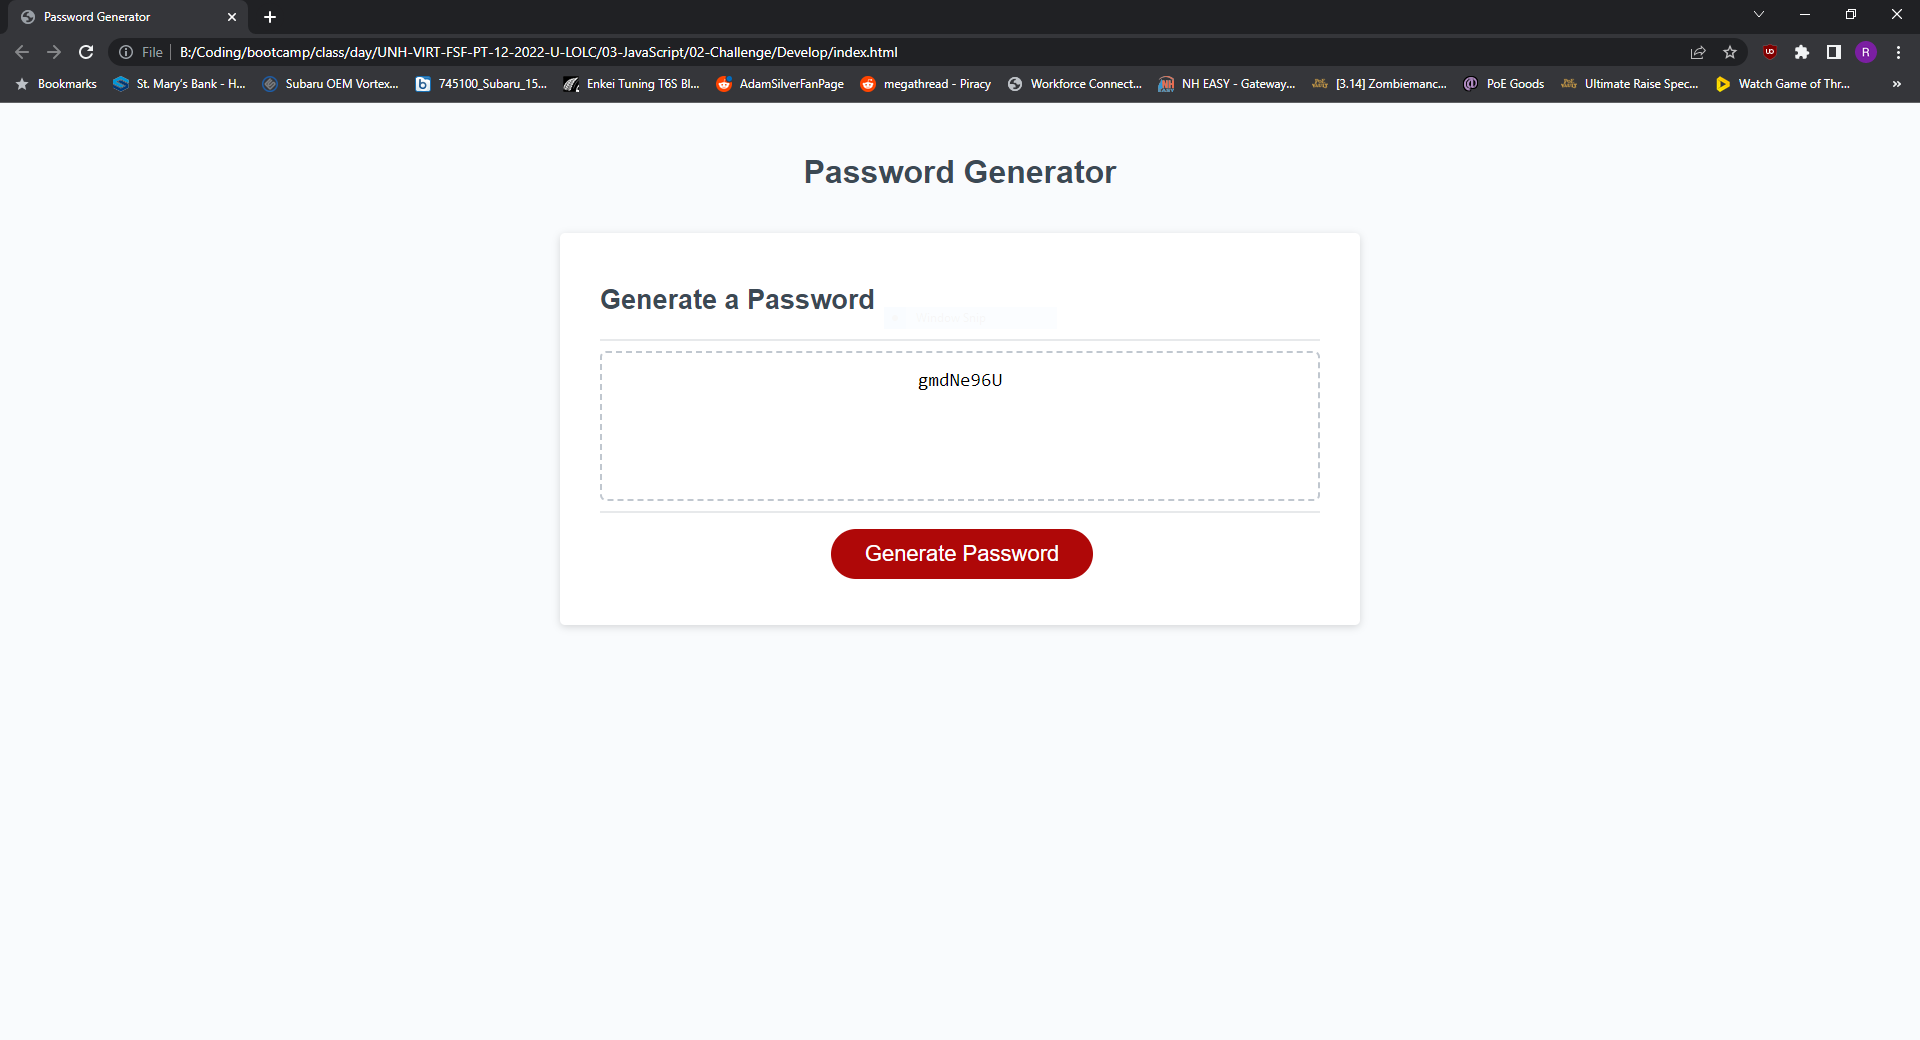 Password Generator
File B:/Coding/bootcamp/class/day/UNH-VIRT-FSF-PT-12-2022-U-LOLC/03-JavaScript/02-Challenge/Develop/index.html
R
Bookmarks St. Mary's Bank - H... Subaru OEM Vortex... 745100_Subaru_15... Enkei Tuning T6S Bl... AdamSilverFanPage megathread - Piracy Workforce Connect... NH EASY - Gateway... [3.14] Zombiemanc... PoE Goods Ultimate Raise Spec... Watch Game of Thr... »
Password Generator
Generate a Password
gmdNe96U
Generate Password